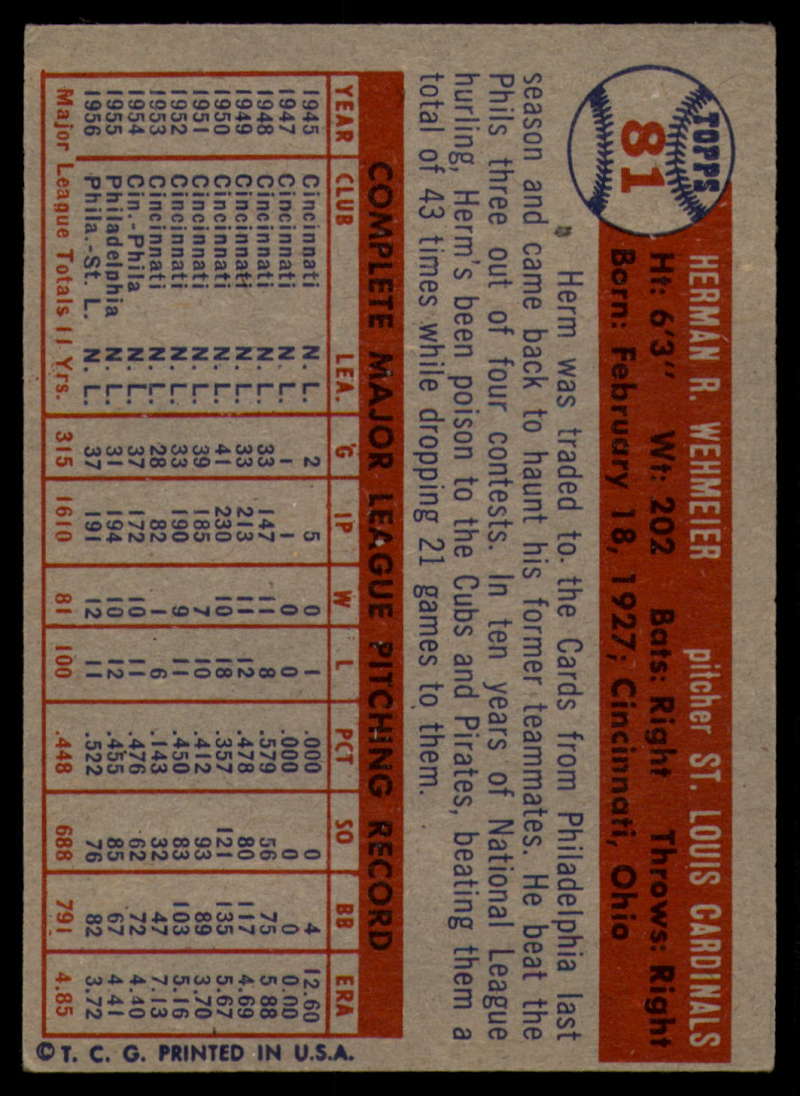 TOPPS
81
HERMAN R. WEHMEIER pitcher ST. LOUIS CARDINALS
Ht: 6'3" Wt: 202 Bats: Right Throws: Right
Born: February 18, 1927; Cincinnati, Ohio
Herm was traded to the Cards from Philadelphia last
season and came back to haunt his former teammates. He beat the
Phils three out of four contests. In ten years of National League
hurling, Herm's been poison to the Cubs and Pirates, beating them a
total of 43 times while dropping 21 games to them.
COMPLETE MAJOR LEAGUE PITCHING RECORD
YEAR CLUB LEA. G IP W L PCT SO BB ERA
1945 Cincinnati N. L. 2 5 0 1 .000 0 4 12.60
1947 Cincinnati N. L. 1 1 0 0 .000 0 0 0.00
1948 Cincinnati N. L. 33 147 11 8 .579 56 75 5.88
1949 Cincinnati N. L. 33 213 11 12 .478 80 117 4.69
1950 Cincinnati N. L. 41 230 10 18 .357 121 135 5.67
1951 Cincinnati N. L. 39 185 7 10 .412 93 89 3.70
1952 Cincinnati N. L. 33 190 9 11 .450 83 103 5.16
1953 Cincinnati N. L. 28 82 1 6 .143 32 47 7.13
1954 Cin.-Phila N. L. 37 172 10 11 .476 62 72 4.40
1955 Philadelphia N. L. 31 194 10 12 .455 85 67 4.41
1956 Phila.-St. L. N. L. 37 191 12 11 .522 76 82 3.72
Major League Totals 11 Yrs. 315 1610 81 100 .448 688 791 4.85
© T. C. G. PRINTED IN U.S.A.